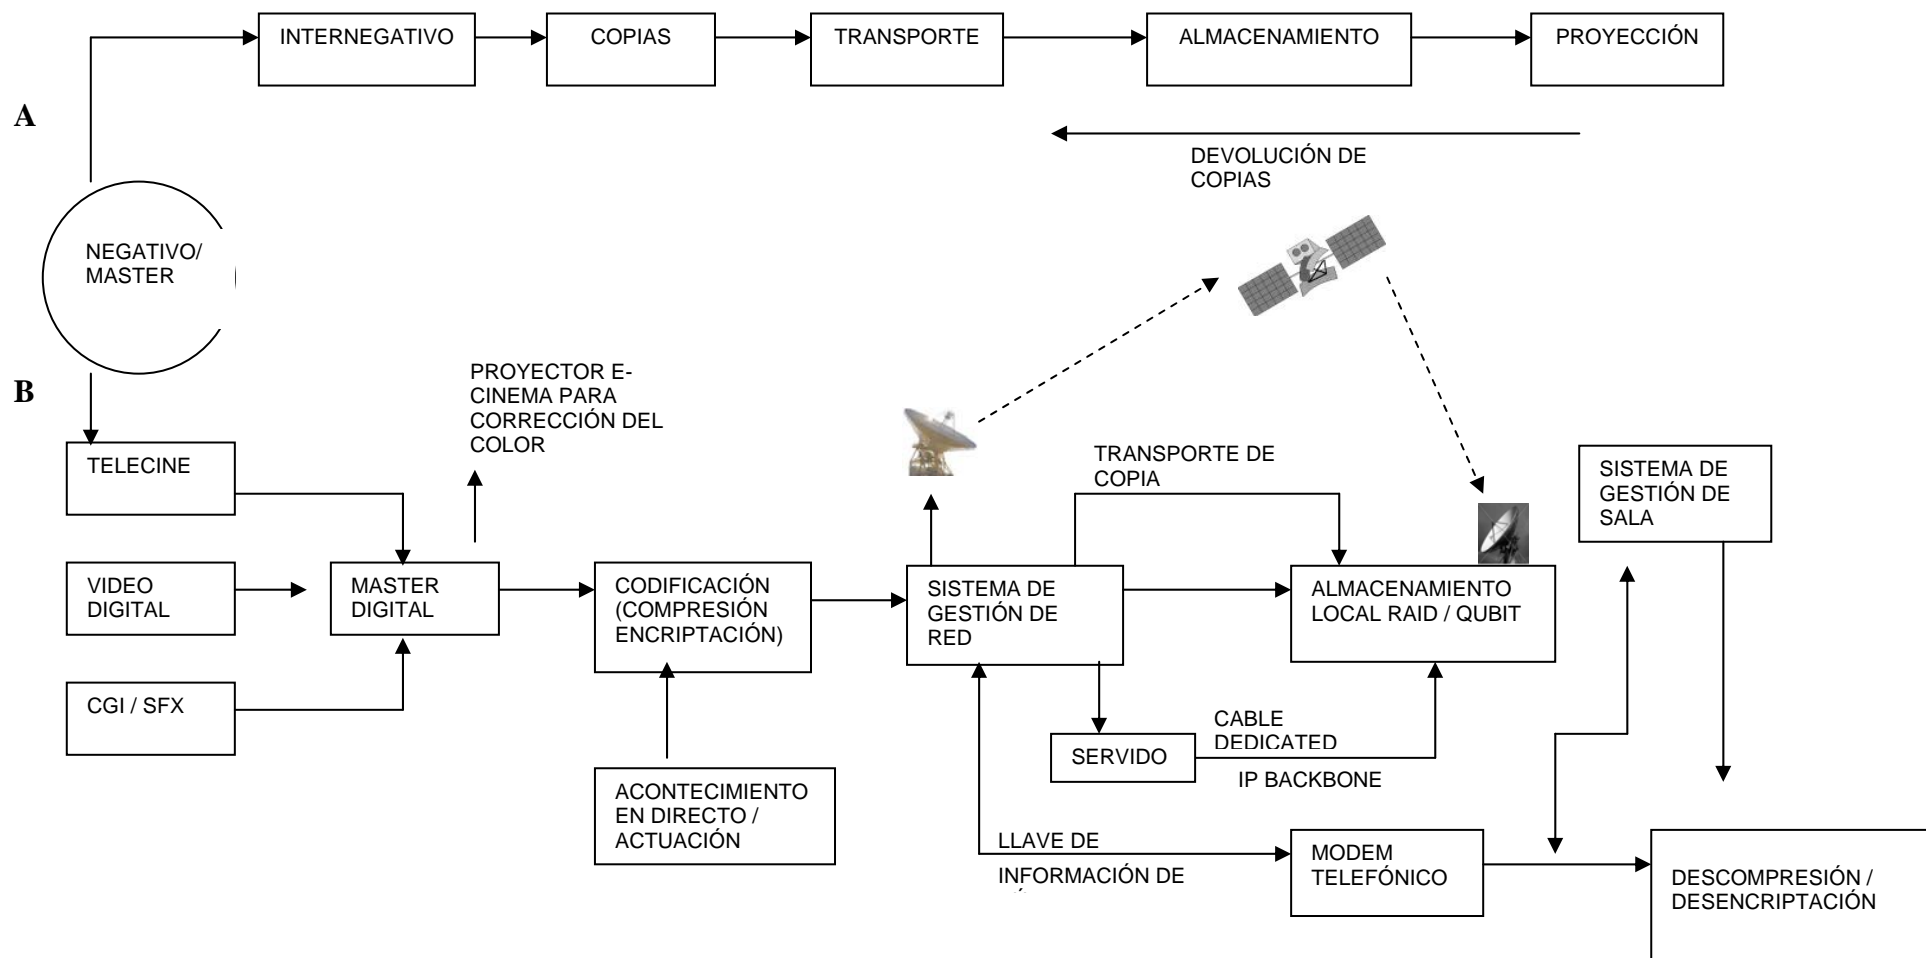 INTERNEGATIVO
COPIAS
TRANSPORTE
ALMACENAMIENTO
PROYECCIÓN
A
DEVOLUCIÓN DE
COPIAS
NEGATIVO/
MASTER
B
PROYECTOR E-
CINEMA PARA
CORRECCIÓN DEL
COLOR
TELECINE
TRANSPORTE DE
COPIA
SISTEMA DE
GESTIÓN DE
SALA
VIDEO
DIGITAL
MASTER
DIGITAL
CODIFICACIÓN
(COMPRESIÓN
ENCRIPTACIÓN)
SISTEMA DE
GESTIÓN DE
RED
ALMACENAMIENTO
LOCAL RAID / QUBIT
CGI / SFX
CABLE
DEDICATED
SERVIDO
IP BACKBONE
ACONTECIMIENTO
EN DIRECTO /
ACTUACIÓN
LLAVE DE
INFORMACIÓN DE
MODEM
TELEFÓNICO
DESCOMPRESIÓN /
DESENCRIPTACIÓN